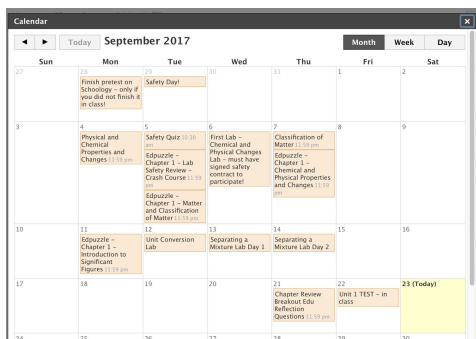 Calendar ×
◄ ► Today September 2017 Month Week Day
Sun Mon Tue Wed Thu Fri Sat
27 28 29 30 31 1 2
Finish pretest on
Schoology - only if
you did not finish it
in class!
Safety Day!
3 4 5 6 7 8 9
Physical and
Chemical
Properties and
Changes 11:59 pm
Safety Quiz 10:30
am
Edpuzzle -
Chapter 1 - Lab
Safety Review -
Crash Course 11:59
pm
Edpuzzle -
Chapter 1 - Matter
and Classification
of Matter 11:59 pm
First Lab -
Chemical and
Physical Changes
Lab - must have
signed safety
contract to
participate!
Classification of
Matter 11:59 pm
Edpuzzle -
Chapter 1 -
Chemical and
Physical Properties
and Changes 11:59
pm
10 11 12 13 14 15 16
Edpuzzle -
Chapter 1 -
Introduction to
Significant
Figures 11:59 pm
Unit Conversion
Lab
Separating a
Mixture Lab Day 1
Separating a
Mixture Lab Day 2
17 18 19 20 21 22 23 (Today)
Chapter Review
Breakout Edu
Reflection
Questions 11:59 pm
Unit 1 TEST - in
class
24 25 26 27 28 29 30